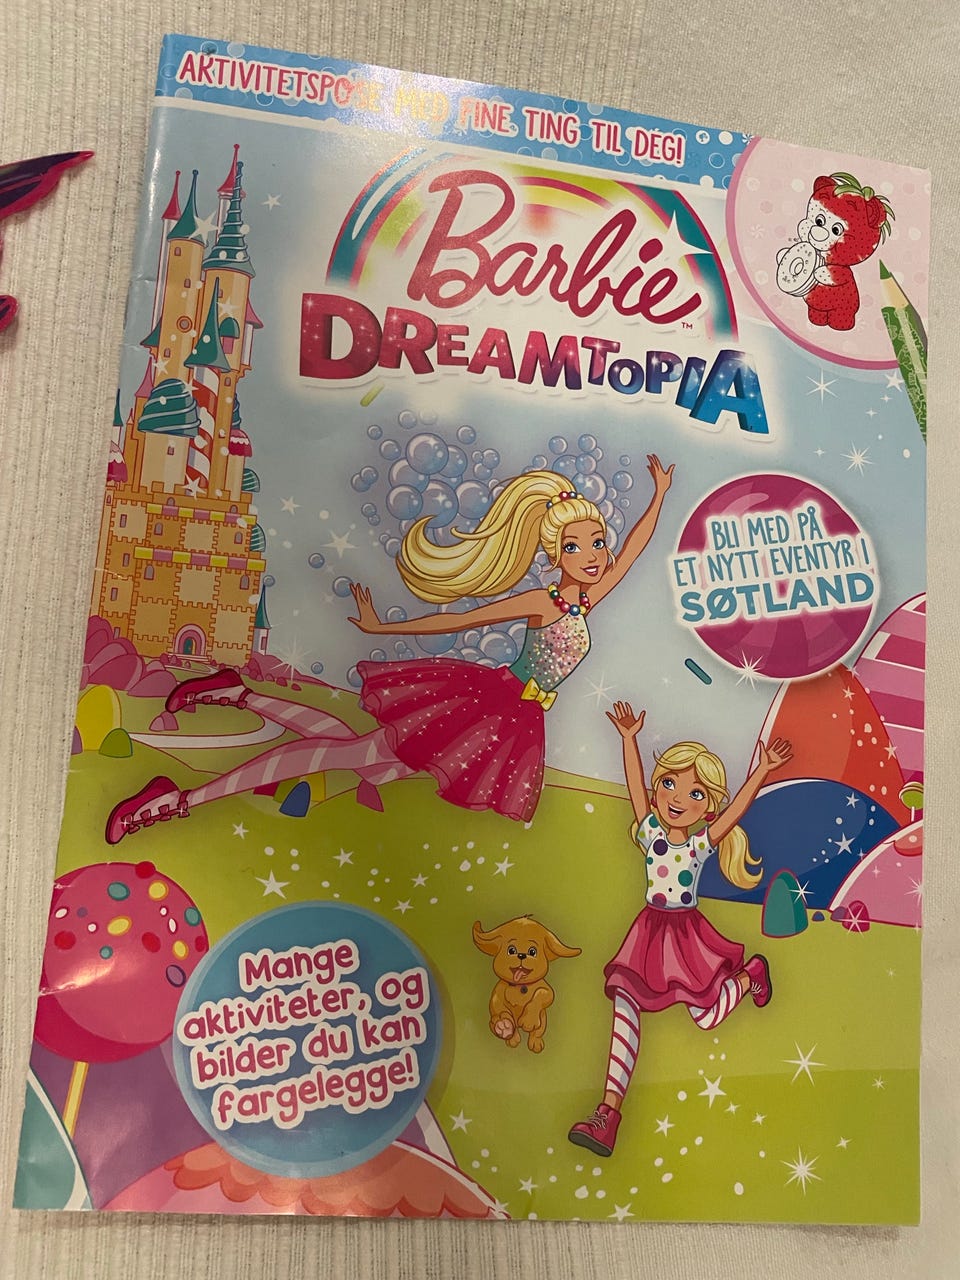 AKTIVITETSPOSE MED FINE TING TIL DEG!
Barbie
™
DREAMTOPIA
BLI MED PÅ
ET NYTT EVENTYR I
SØTLAND
Mange
aktiviteter, og
bilder du kan
fargelegge!